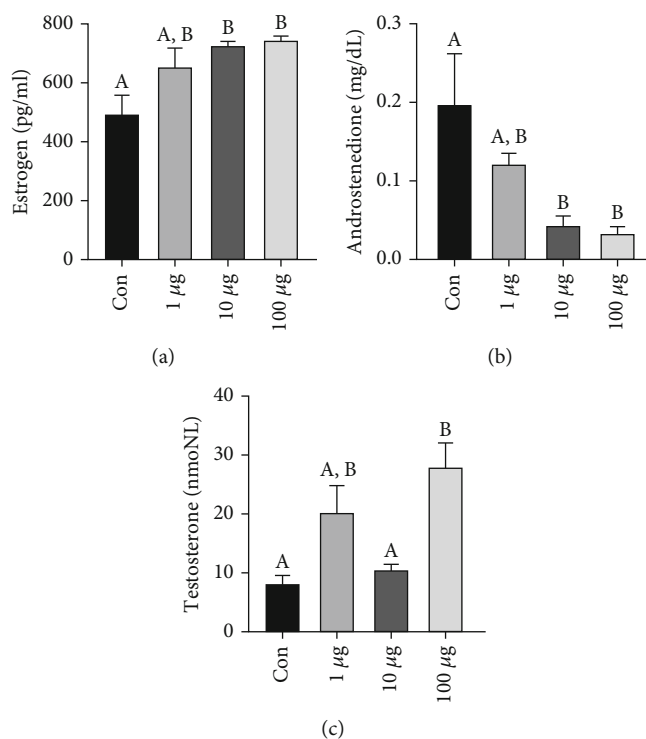 Estrogen (pg/ml)
800
600
400
200
0
A
A, B
B
B
Con
1 μg
10 μg
100 μg
(a)
Androstenedione (mg/dL)
0.3
0.2
0.1
0.0
A
A, B
B
B
Con
1 μg
10 μg
100 μg
(b)
Testosterone (nmoNL)
40
30
20
10
0
A
A, B
A
B
Con
1 μg
10 μg
100 μg
(c)